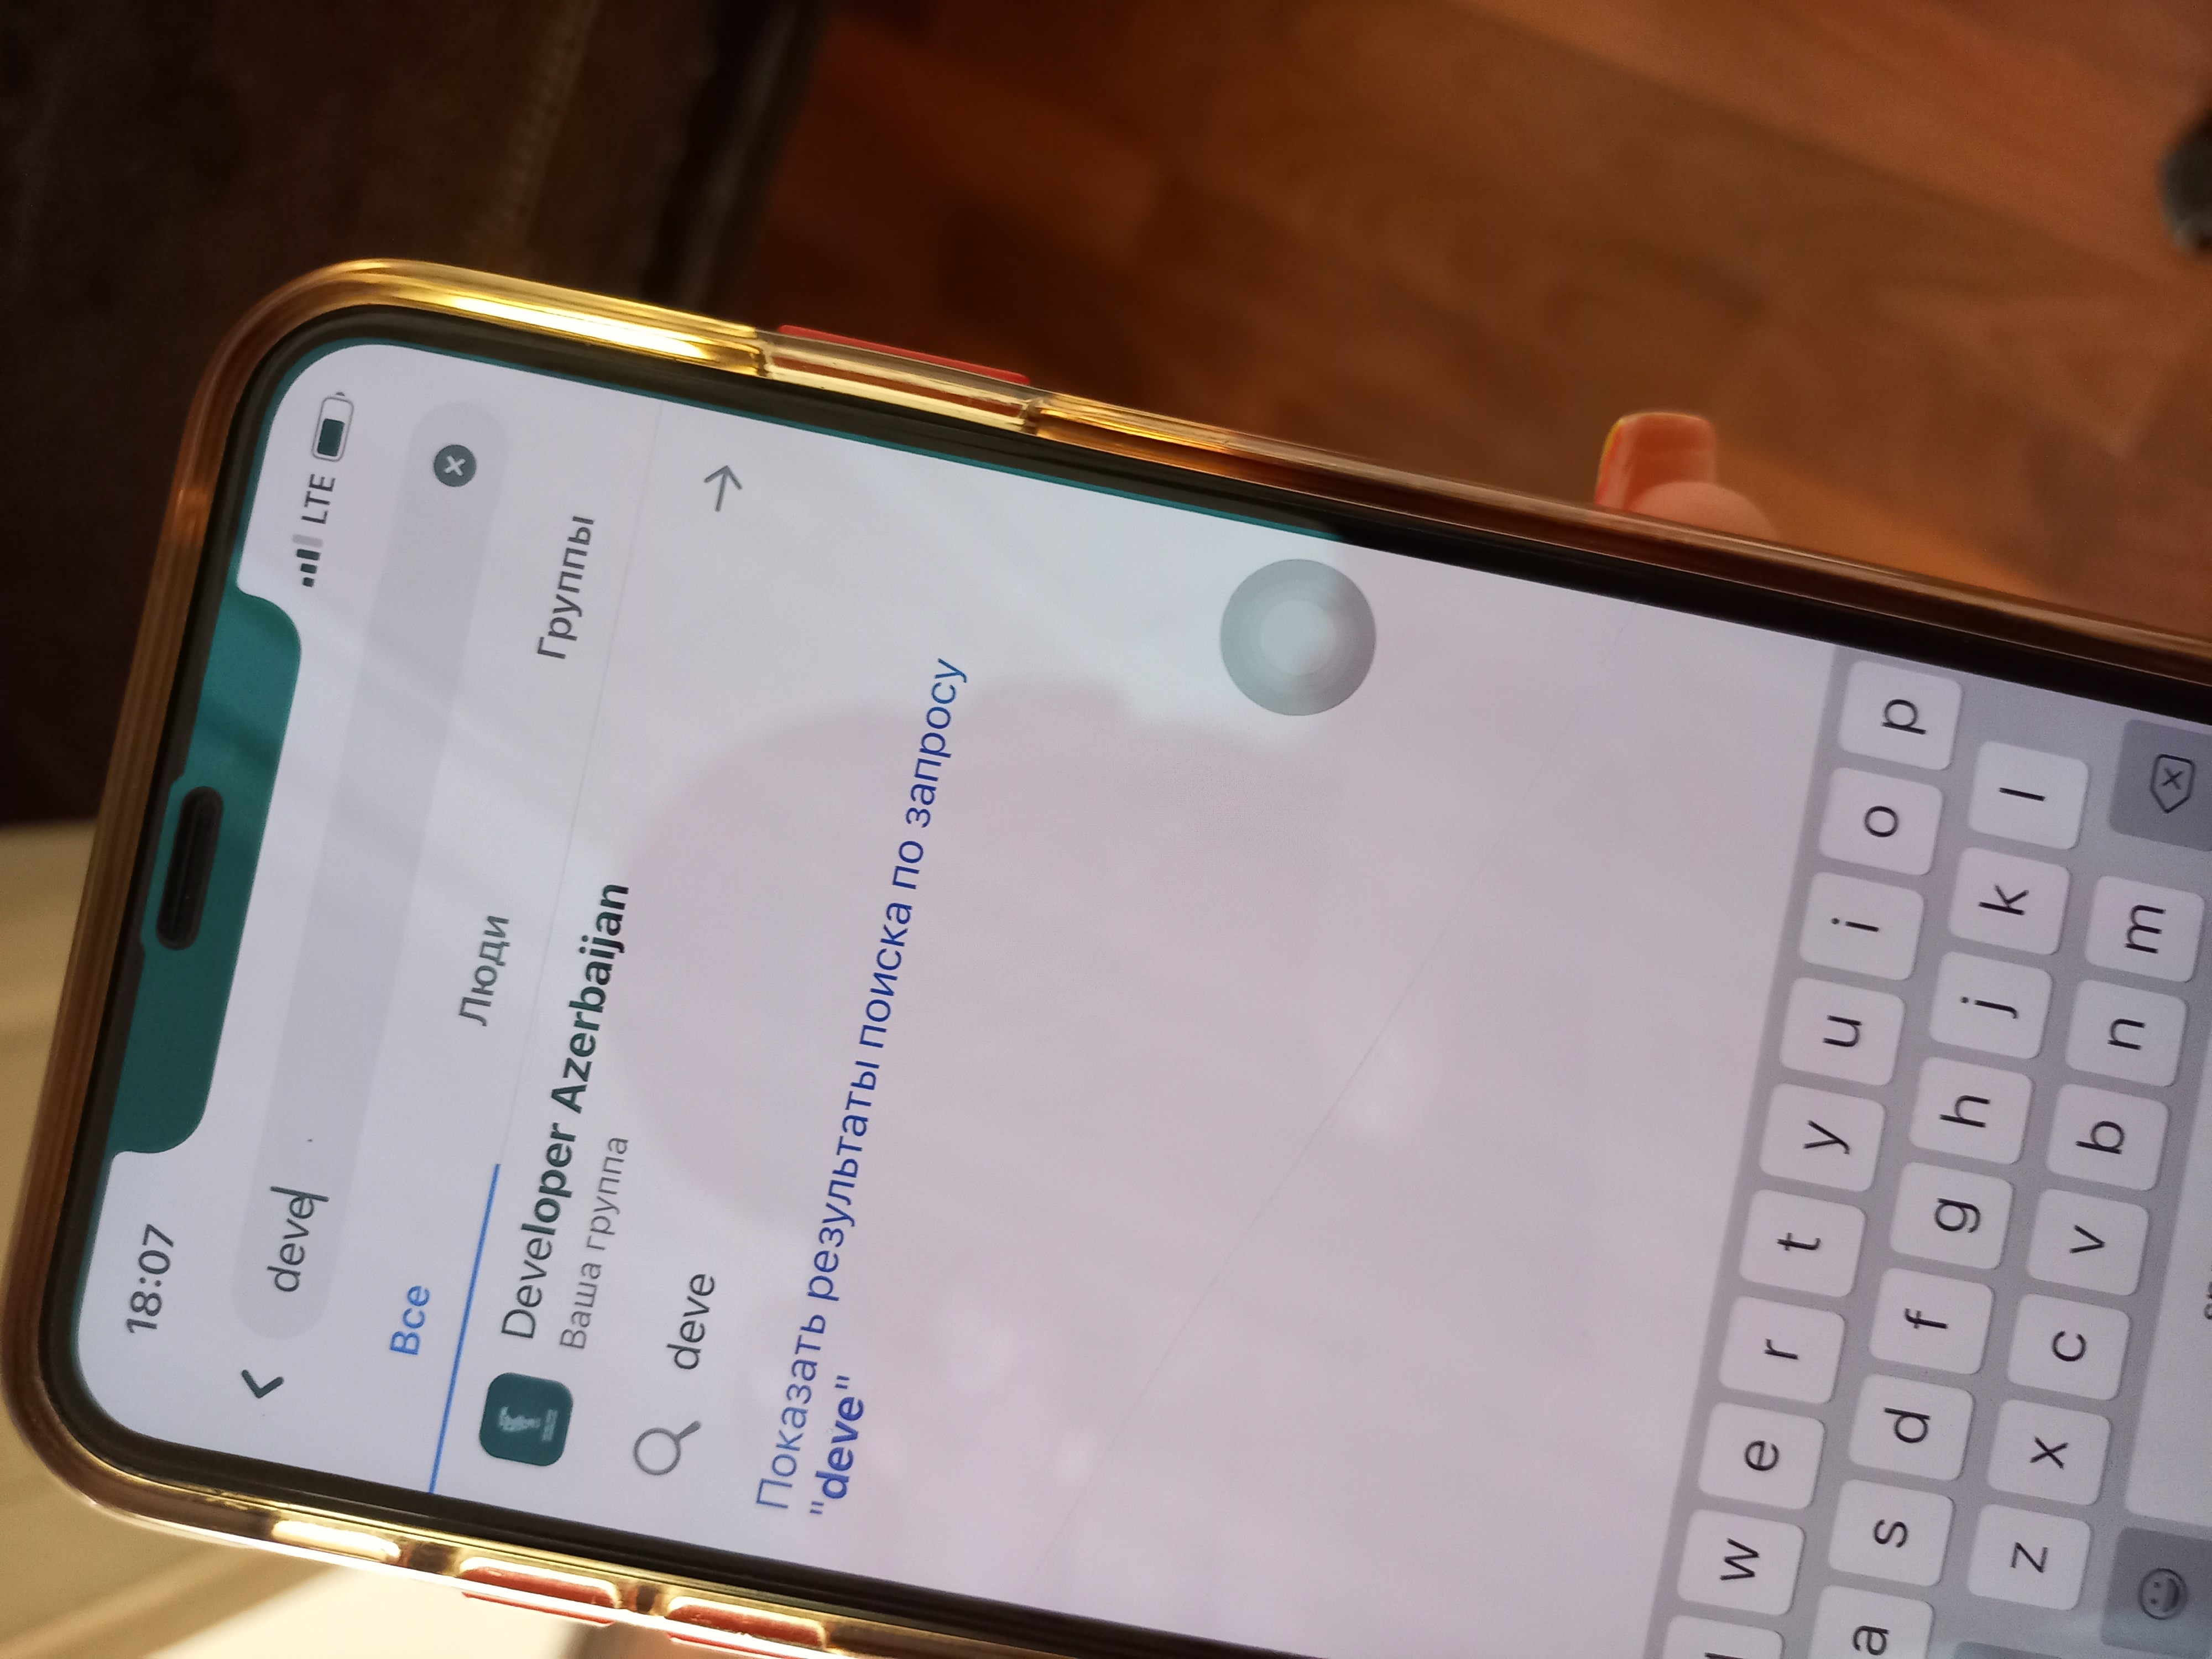 18:07
LTE
deve
Все
Люди
Группы
Developer Azerbaijan
Ваша группа
deve
Показать результаты поиска по запросу
"deve"
w e r t y u i o p
a s d f g h j k l
z x c v b n m